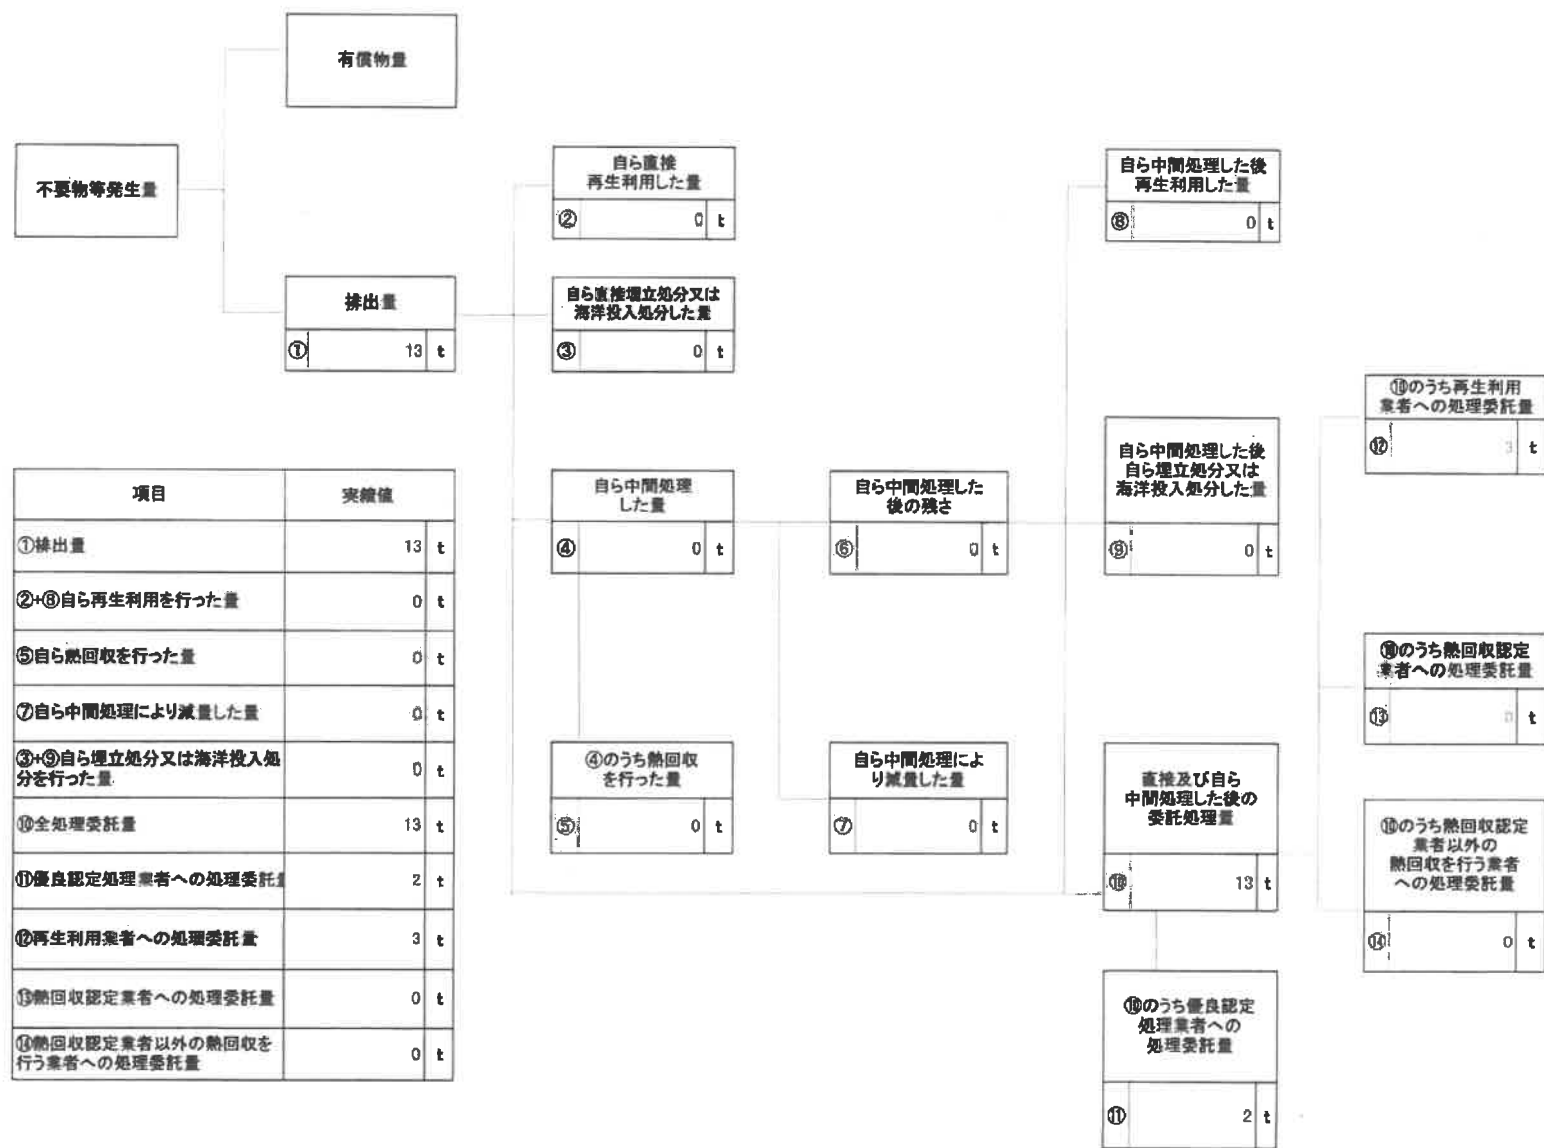 有償物量
不要物等発生量
排出量
① 13 t
自ら直接
再生利用した量
② 0 t
自ら直接埋立処分又は
海洋投入処分した量
③ 0 t
自ら中間処理
した量
④ 0 t
④のうち熱回収
を行った量
⑤ 0 t
自ら中間処理した
後の残さ
⑥ 0 t
自ら中間処理によ
り減量した量
⑦ 0 t
自ら中間処理した後
再生利用した量
⑧ 0 t
自ら中間処理した後
自ら埋立処分又は
海洋投入処分した量
⑨ 0 t
直接及び自ら
中間処理した後の
委託処理量
⑩ 13 t
⑩のうち優良認定
処理業者への
処理委託量
⑪ 2 t
⑩のうち再生利用
業者への処理委託量
⑫ 3 t
⑩のうち熱回収認定
業者への処理委託量
⑬ 0 t
⑩のうち熱回収認定
業者以外の
熱回収を行う業者
への処理委託量
⑭ 0 t
項目 実績値
①排出量 13 t
②+⑧自ら再生利用を行った量 0 t
⑤自ら熱回収を行った量 0 t
⑦自ら中間処理により減量した量 0 t
③+⑨自ら埋立処分又は海洋投入処
分を行った量 0 t
⑩全処理委託量 13 t
⑪優良認定処理業者への処理委託量 2 t
⑫再生利用業者への処理委託量 3 t
⑬熱回収認定業者への処理委託量 0 t
⑭熱回収認定業者以外の熱回収を
行う業者への処理委託量 0 t